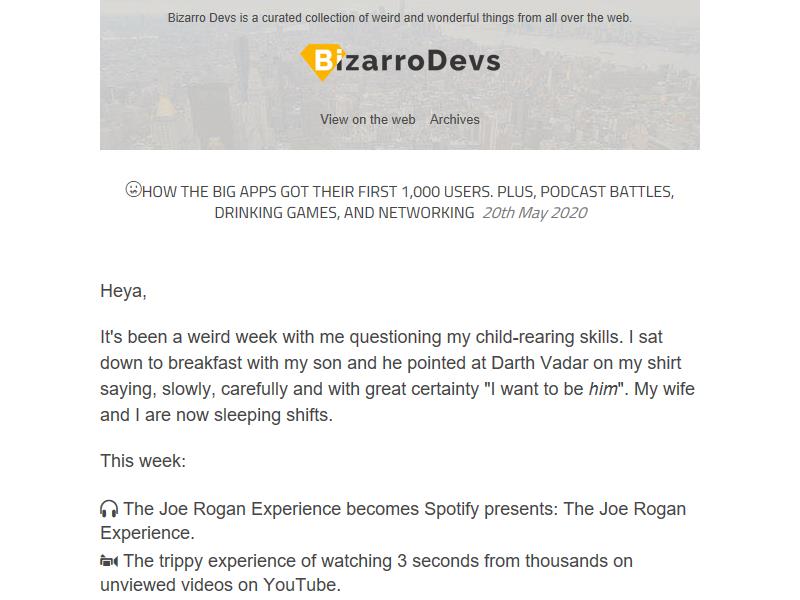 Bizarro Devs is a curated collection of weird and wonderful things from all over the web.
BizarroDevs
View on the web Archives
HOW THE BIG APPS GOT THEIR FIRST 1,000 USERS. PLUS, PODCAST BATTLES,
DRINKING GAMES, AND NETWORKING 20th May 2020
Heya,
It's been a weird week with me questioning my child-rearing skills. I sat
down to breakfast with my son and he pointed at Darth Vadar on my shirt
saying, slowly, carefully and with great certainty "I want to be him". My wife
and I are now sleeping shifts.
This week:
🎧 The Joe Rogan Experience becomes Spotify presents: The Joe Rogan
Experience.
The trippy experience of watching 3 seconds from thousands on
unviewed videos on YouTube.